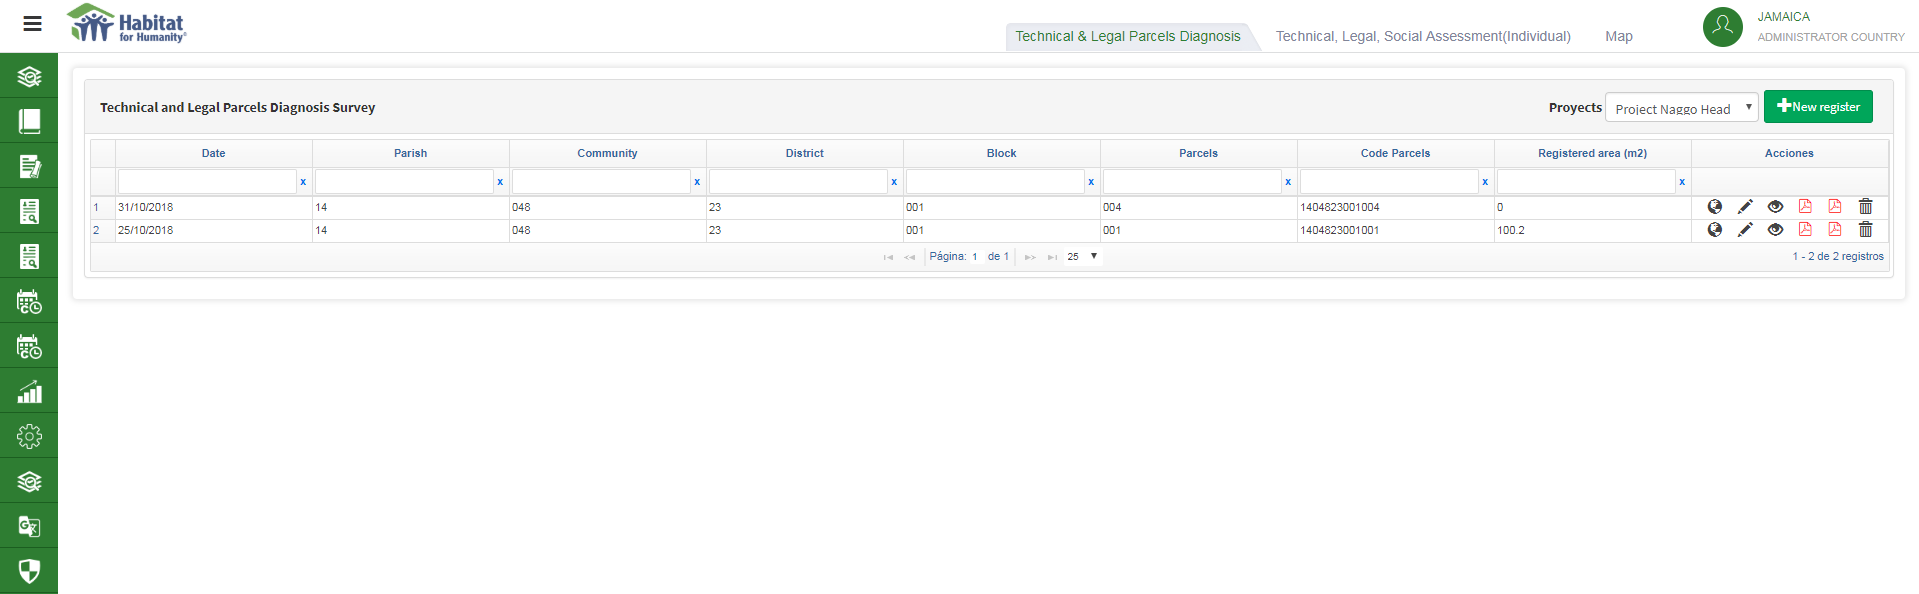 Habitat
for Humanity®
Technical & Legal Parcels Diagnosis
Technical, Legal, Social Assessment(Individual)
Map
JAMAICA
ADMINISTRATOR COUNTRY
Technical and Legal Parcels Diagnosis Survey
Proyects
Project Naggo Head
New register
Date Parish Community District Block Parcels Code Parcels Registered area (m2) Acciones
x x x x x x x x
1 31/10/2018 14 048 23 001 004 1404823001004 0
2 25/10/2018 14 048 23 001 001 1404823001001 100.2
Página: 1 de 1 25 1 - 2 de 2 registros